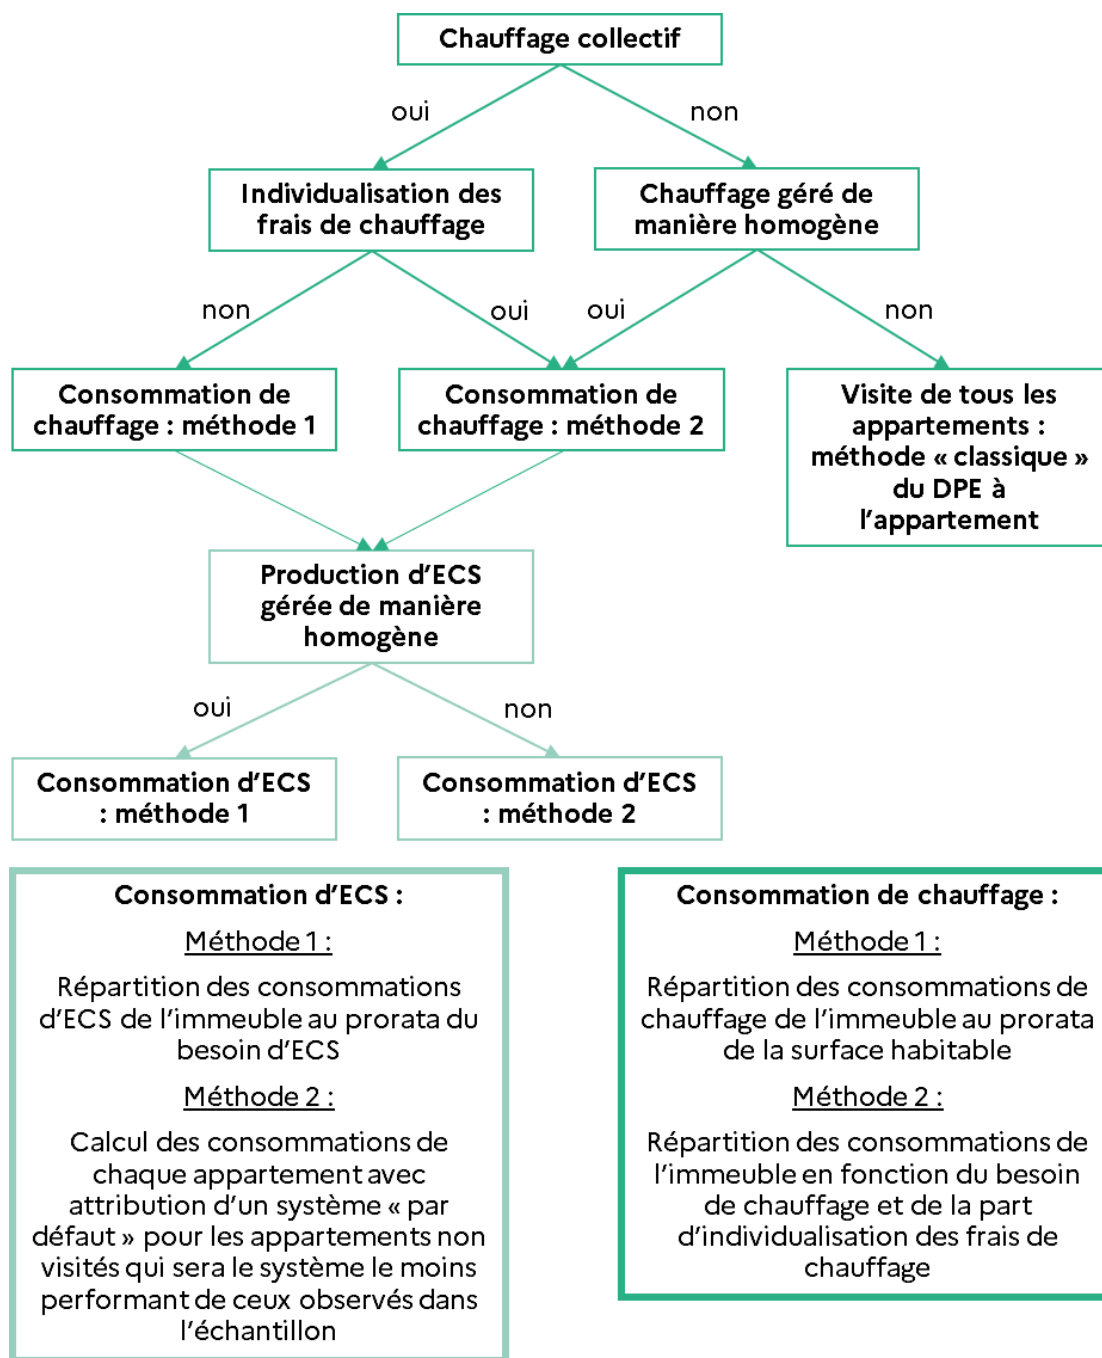 Chauffage collectif
oui
non
Individualisation des
frais de chauffage
Chauffage géré de
manière homogène
non
oui
oui
non
Consommation de
chauffage : méthode 1
Consommation de
chauffage : méthode 2
Visite de tous les
appartements :
méthode « classique »
du DPE à
l’appartement
Production d’ECS
gérée de manière
homogène
oui
non
Consommation d’ECS
: méthode 1
Consommation d’ECS
: méthode 2
Consommation d’ECS :
Méthode 1 :
Répartition des consommations
d’ECS de l’immeuble au prorata du
besoin d’ECS
Méthode 2 :
Calcul des consommations de
chaque appartement avec
attribution d’un système « par
défaut » pour les appartements non
visités qui sera le système le moins
performant de ceux observés dans
l’échantillon
Consommation de chauffage :
Méthode 1 :
Répartition des consommations de
chauffage de l’immeuble au prorata
de la surface habitable
Méthode 2 :
Répartition des consommations de
l’immeuble en fonction du besoin
de chauffage et de la part
d’individualisation des frais de
chauffage